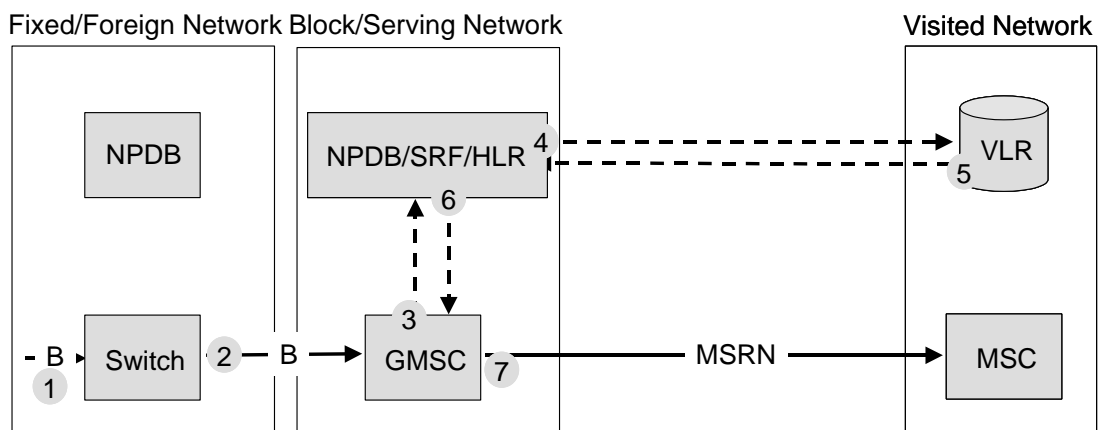 Fixed/Foreign Network
Block/Serving Network
Visited Network
NPDB
NPDB/SRF/HLR
4
VLR
5
6
3
B
1
Switch
2
B
GMSC
7
MSRN
MSC